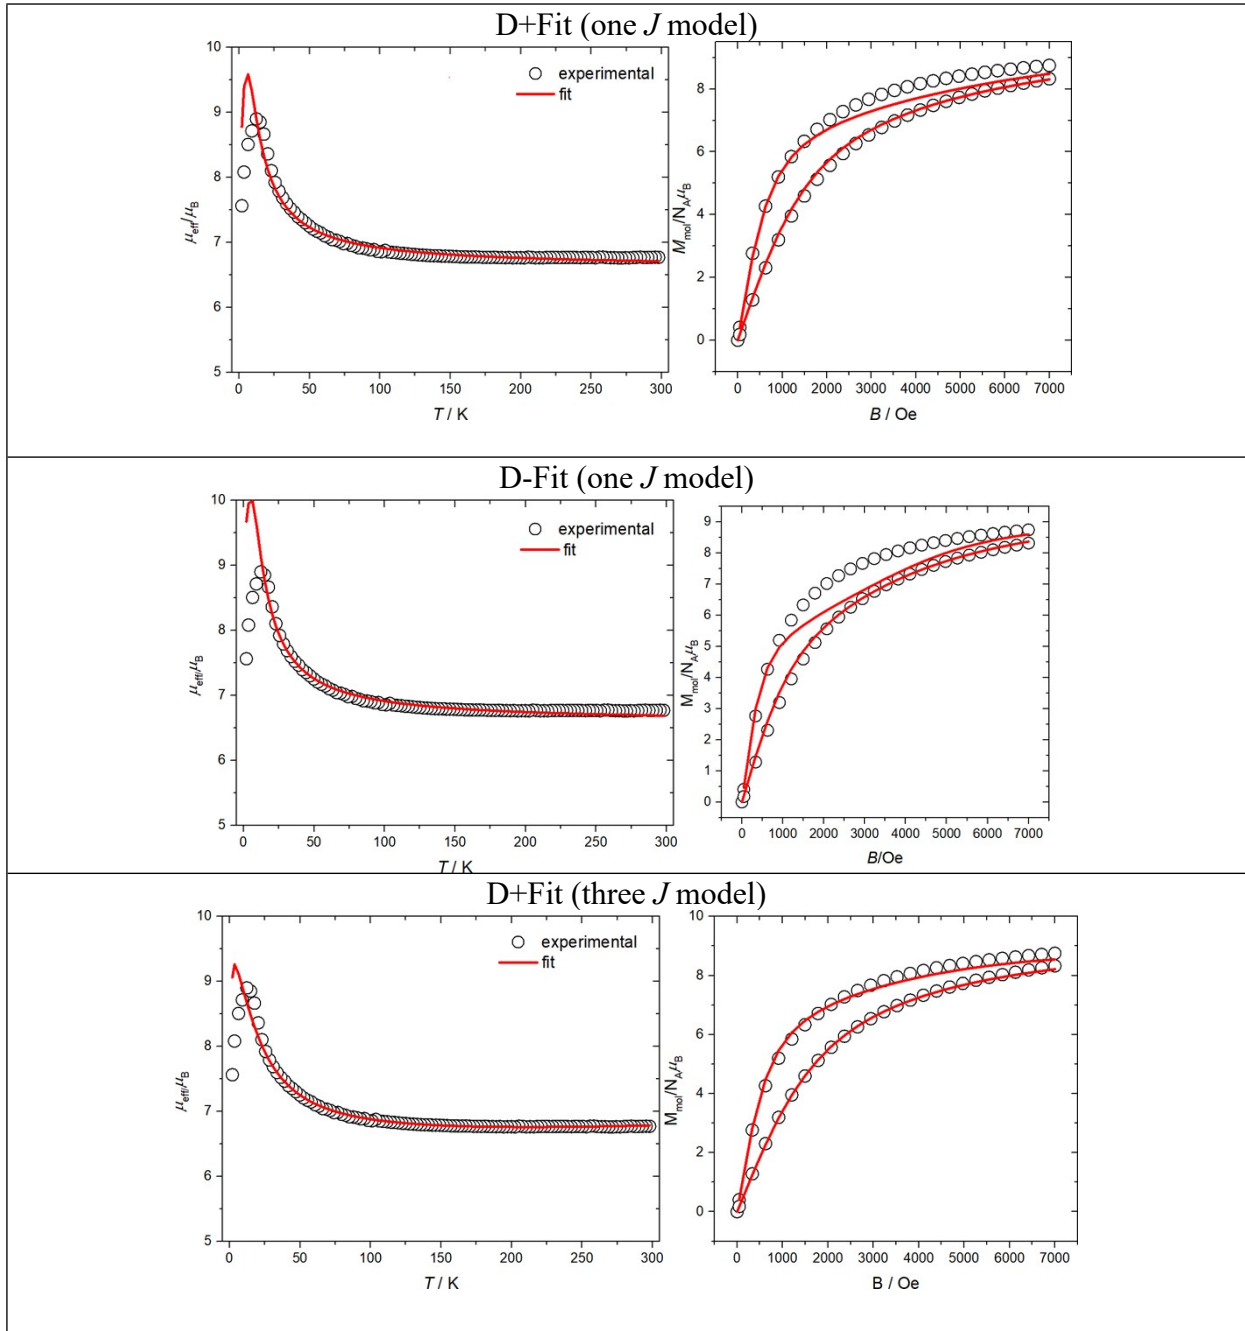 D+Fit (one J model)
10
9
8
7
6
5
μeff/μB
experimental
fit
0 50 100 150 200 250 300
T / K
8
6
4
2
0
Mmol/NAμB
0 1000 2000 3000 4000 5000 6000 7000
B / Oe
D-Fit (one J model)
10
9
8
7
6
5
μeff/μB
experimental
fit
0 50 100 150 200 250 300
T / K
9
8
7
6
5
4
3
2
1
0
Mmol/NAμB
0 1000 2000 3000 4000 5000 6000 7000
B/Oe
D+Fit (three J model)
10
9
8
7
6
5
μeff/μB
experimental
fit
0 50 100 150 200 250 300
T / K
10
8
6
4
2
0
Mmol/NAμB
0 1000 2000 3000 4000 5000 6000 7000
B / Oe